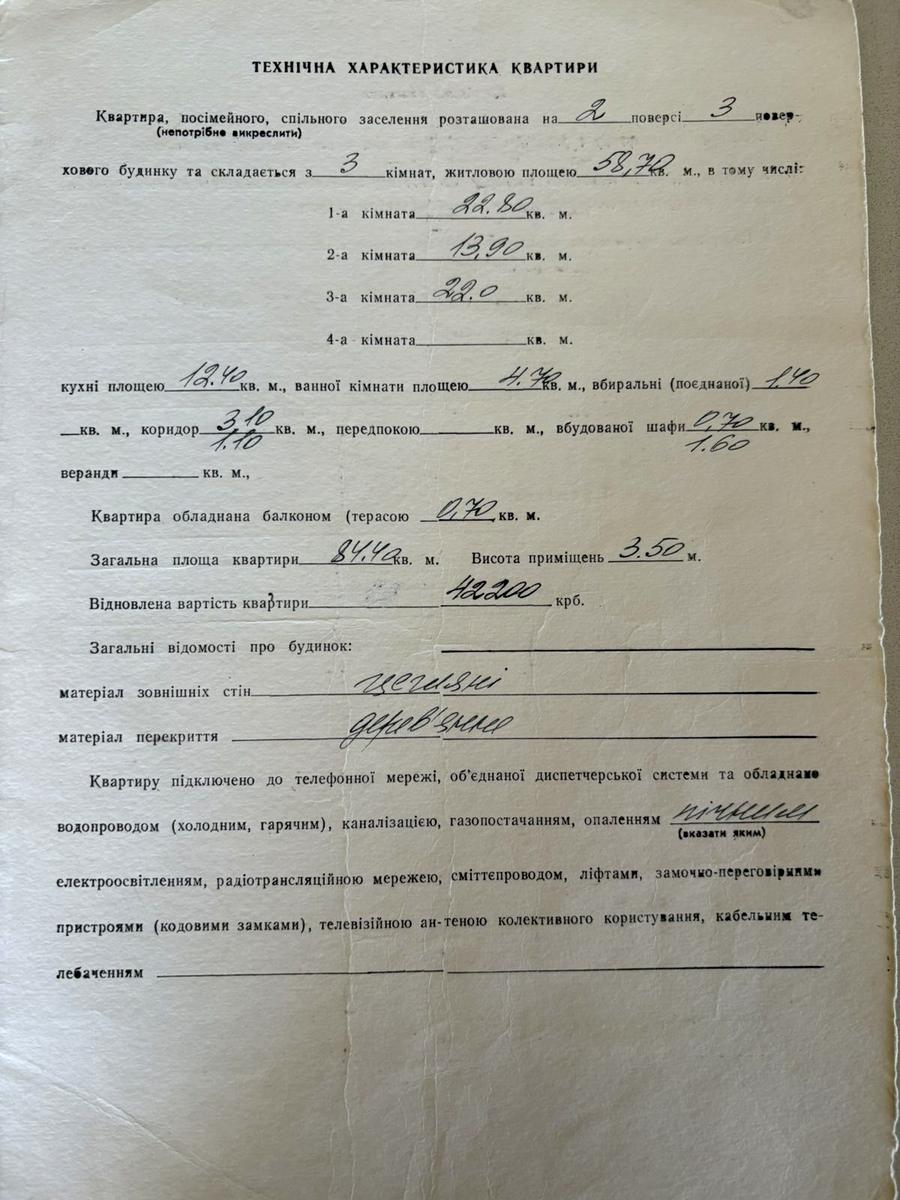 ТЕХНІЧНА ХАРАКТЕРИСТИКА КВАРТИРИ
Квартира, посімейного, спільного заселення розташована на 2 поверсі 3 повер-
(непотрібне викреслити)
хового будинку та складається з 3 кімнат, житловою площею 58,70 кв. м., в тому числі:
1-а кімната 22.80 кв. м.
2-а кімната 13,90 кв. м.
3-а кімната 22.0 кв. м.
4-а кімната кв. м.
кухні площею 12.40 кв. м., ванної кімнати площею 4.70 кв. м., вбиральні (поєднаної) 1.40
кв. м., коридор 3,10 кв. м., передпокою кв. м., вбудованої шафи 0,70 кв. м.,
1.10 1.60
веранди кв. м.,
Квартира обладнана балконом (терасою 0,70 кв. м.
Загальна площа квартири 84.40 кв. м. Висота приміщень 3.50 м.
Відновлена вартість квартири 42200 крб.
Загальні відомості про будинок:
матеріал зовнішніх стін цегляні
матеріал перекриття дерев'яне
Квартиру підключено до телефонної мережі, об'єднаної диспетчерської системи та обладнано
водопроводом (холодним, гарячим), каналізацією, газопостачанням, опаленням пічним
(вказати яким)
електроосвітленням, радіотрансляційною мережею, сміттєпроводом, ліфтами, замочно-переговірними
пристроями (кодовими замками), телевізійною ан-теною колективного користування, кабельним те-
лебаченням